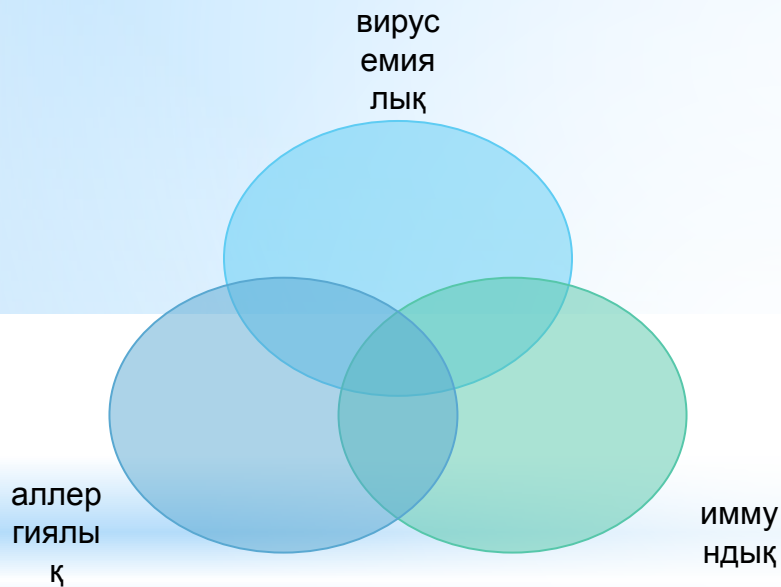 вирус
емия
лық
аллер
гиялы
қ
имму
ндық